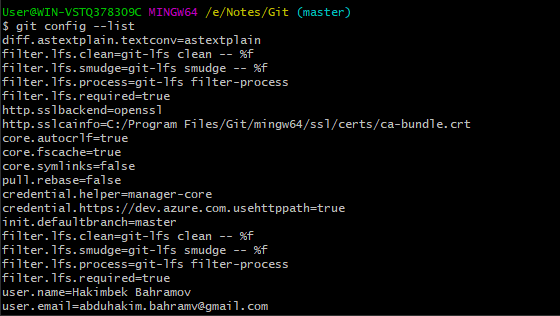 User@WIN-VSTQ378309C MINGW64 /e/Notes/Git (master)
$ git config --list
diff.astextplain.textconv=astextplain
filter.lfs.clean=git-lfs clean -- %f
filter.lfs.smudge=git-lfs smudge -- %f
filter.lfs.process=git-lfs filter-process
filter.lfs.required=true
http.sslbackend=openssl
http.sslcainfo=C:/Program Files/Git/mingw64/ssl/certs/ca-bundle.crt
core.autocrlf=true
core.fscache=true
core.symlinks=false
pull.rebase=false
credential.helper=manager-core
credential.https://dev.azure.com.usehttppath=true
init.defaultbranch=master
filter.lfs.clean=git-lfs clean -- %f
filter.lfs.smudge=git-lfs smudge -- %f
filter.lfs.process=git-lfs filter-process
filter.lfs.required=true
user.name=Hakimbek Bahramov
user.email=abduhakim.bahramv@gmail.com